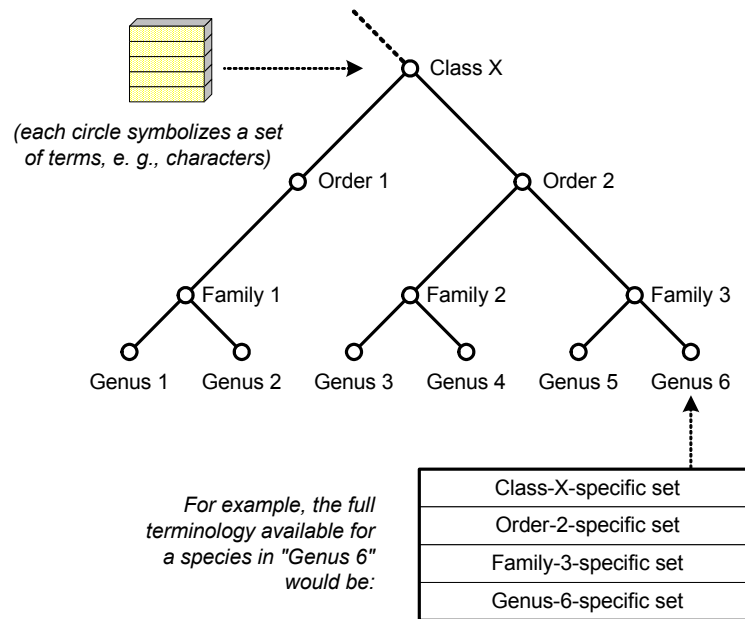 Class X
(each circle symbolizes a set
of terms, e. g., characters)
Order 1
Order 2
Family 1
Family 2
Family 3
Genus 1
Genus 2
Genus 3
Genus 4
Genus 5
Genus 6
For example, the full
terminology available for
a species in "Genus 6"
would be:
Class-X-specific set
Order-2-specific set
Family-3-specific set
Genus-6-specific set